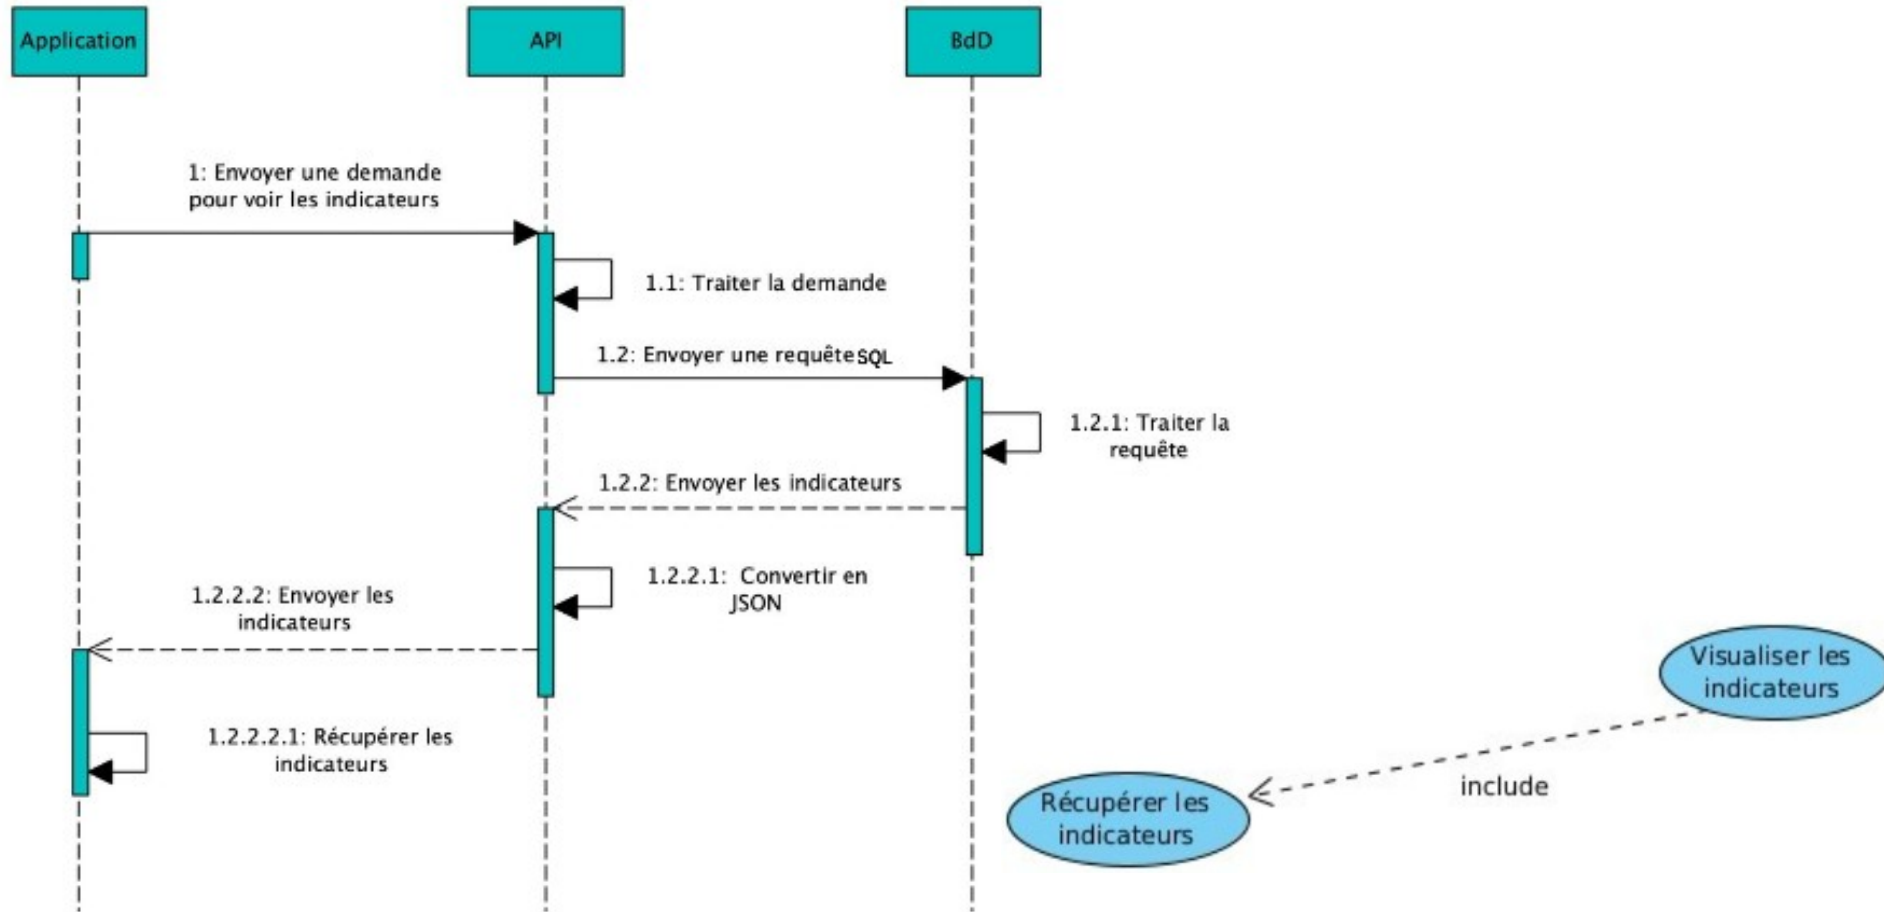 Application
API
BdD
1: Envoyer une demande
pour voir les indicateurs
1.1: Traiter la demande
1.2: Envoyer une requête SQL
1.2.1: Traiter la
requête
1.2.2: Envoyer les indicateurs
1.2.2.1: Convertir en
JSON
1.2.2.2: Envoyer les
indicateurs
1.2.2.2.1: Récupérer les
indicateurs
Visualiser les
indicateurs
include
Récupérer les
indicateurs